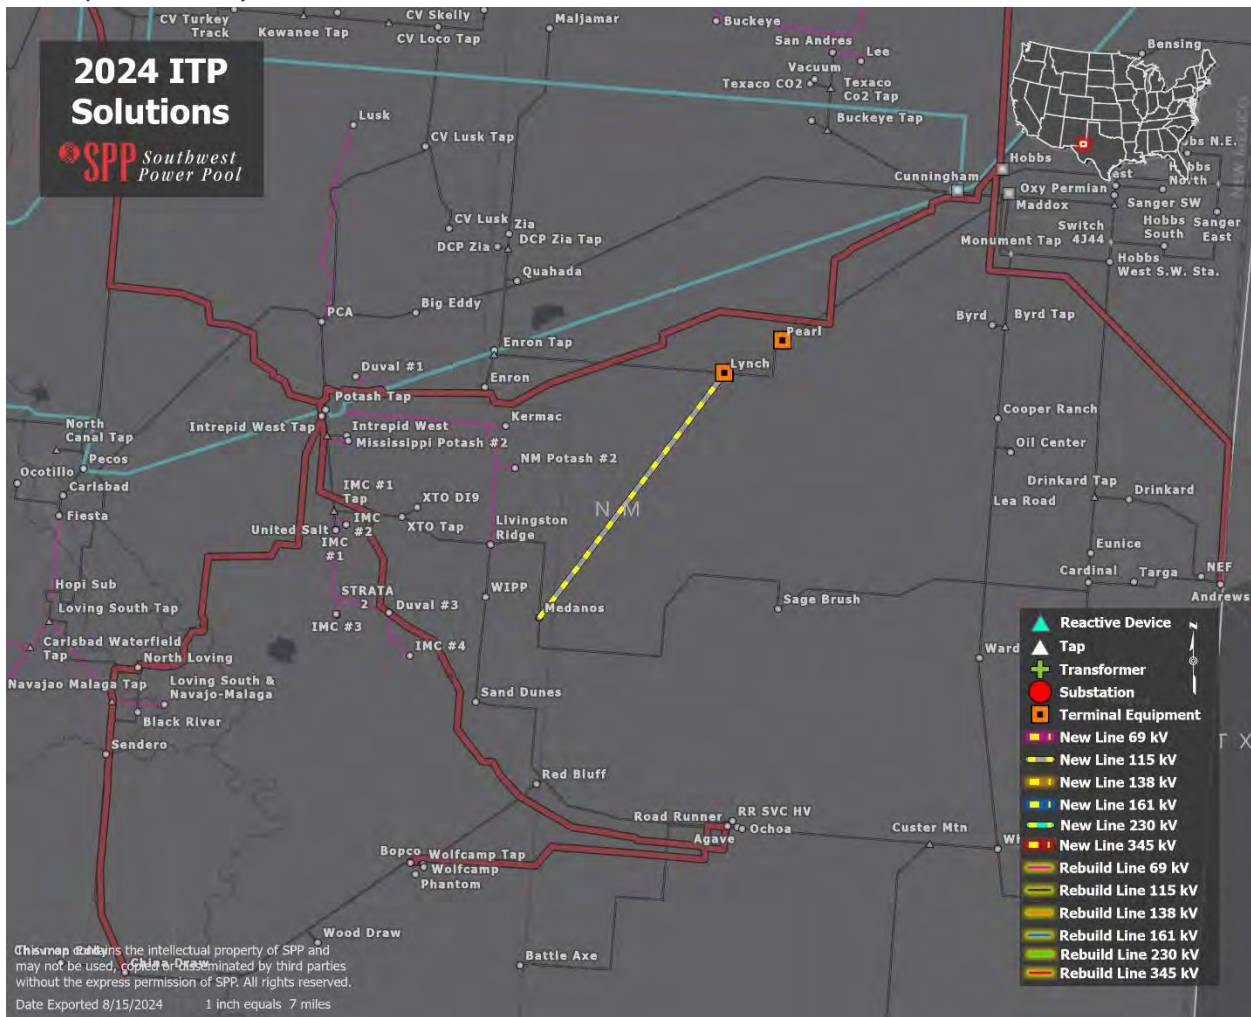 2024 ITP
Solutions
SPP Southwest
Power Pool
CV Turkey
Track
Kewanee Tap
CV Skelly
CV Loco Tap
Maljamar
Buckeye
San Andres
Lee
Vacuum
Texaco CO2
Texaco
Co2 Tap
Buckeye Tap
Bensing
Lusk
CV Lusk Tap
CV Lusk
Zia
DCP Zia
DCP Zia Tap
Quahada
Big Eddy
PCA
Cunningham
Hobbs
Hobbs
North
Oxy Permian
Maddox
Sanger SW
Switch
4J44
Hobbs
South
Sanger
East
Monument Tap
Hobbs
West S.W. Sta.
NEW MEXICO
Byrd
Byrd Tap
Pearl
Enron Tap
Lynch
Duval #1
Enron
Potash Tap
Kermac
Intrepid West Tap
Intrepid West
Mississippi Potash #2
North
Canal Tap
Pecos
Ocotillo
Carlsbad
Fiesta
NM Potash #2
Cooper Ranch
Oil Center
Drinkard Tap
Drinkard
Lea Road
IMC #1
Tap
XTO DI9
N M
United Salt
IMC
#2
IMC
#1
XTO Tap
Livingston
Ridge
Eunice
Cardinal
Targa
NEF
Andrews
Hopi Sub
Loving South Tap
STRATA
2
WIPP
Duval #3
Medanos
Sage Brush
IMC #3
IMC #4
Carlsbad Waterfield
Tap
North Loving
Navajao Malaga Tap
Loving South &
Navajo-Malaga
Black River
Sendero
Sand Dunes
Ward
T X
Red Bluff
Road Runner
RR SVC HV
Ochoa
Agave
Custer Mtn
Bopco
Wolfcamp Tap
Wolfcamp
Phantom
Wood Draw
Battle Axe
China Draw
Reactive Device
Tap
Transformer
Substation
Terminal Equipment
New Line 69 kV
New Line 115 kV
New Line 138 kV
New Line 161 kV
New Line 230 kV
New Line 345 kV
Rebuild Line 69 kV
Rebuild Line 115 kV
Rebuild Line 138 kV
Rebuild Line 161 kV
Rebuild Line 230 kV
Rebuild Line 345 kV
N
This map contains the intellectual property of SPP and
may not be used, copied or disseminated by third parties
without the express permission of SPP. All rights reserved.
Date Exported 8/15/2024 1 inch equals 7 miles